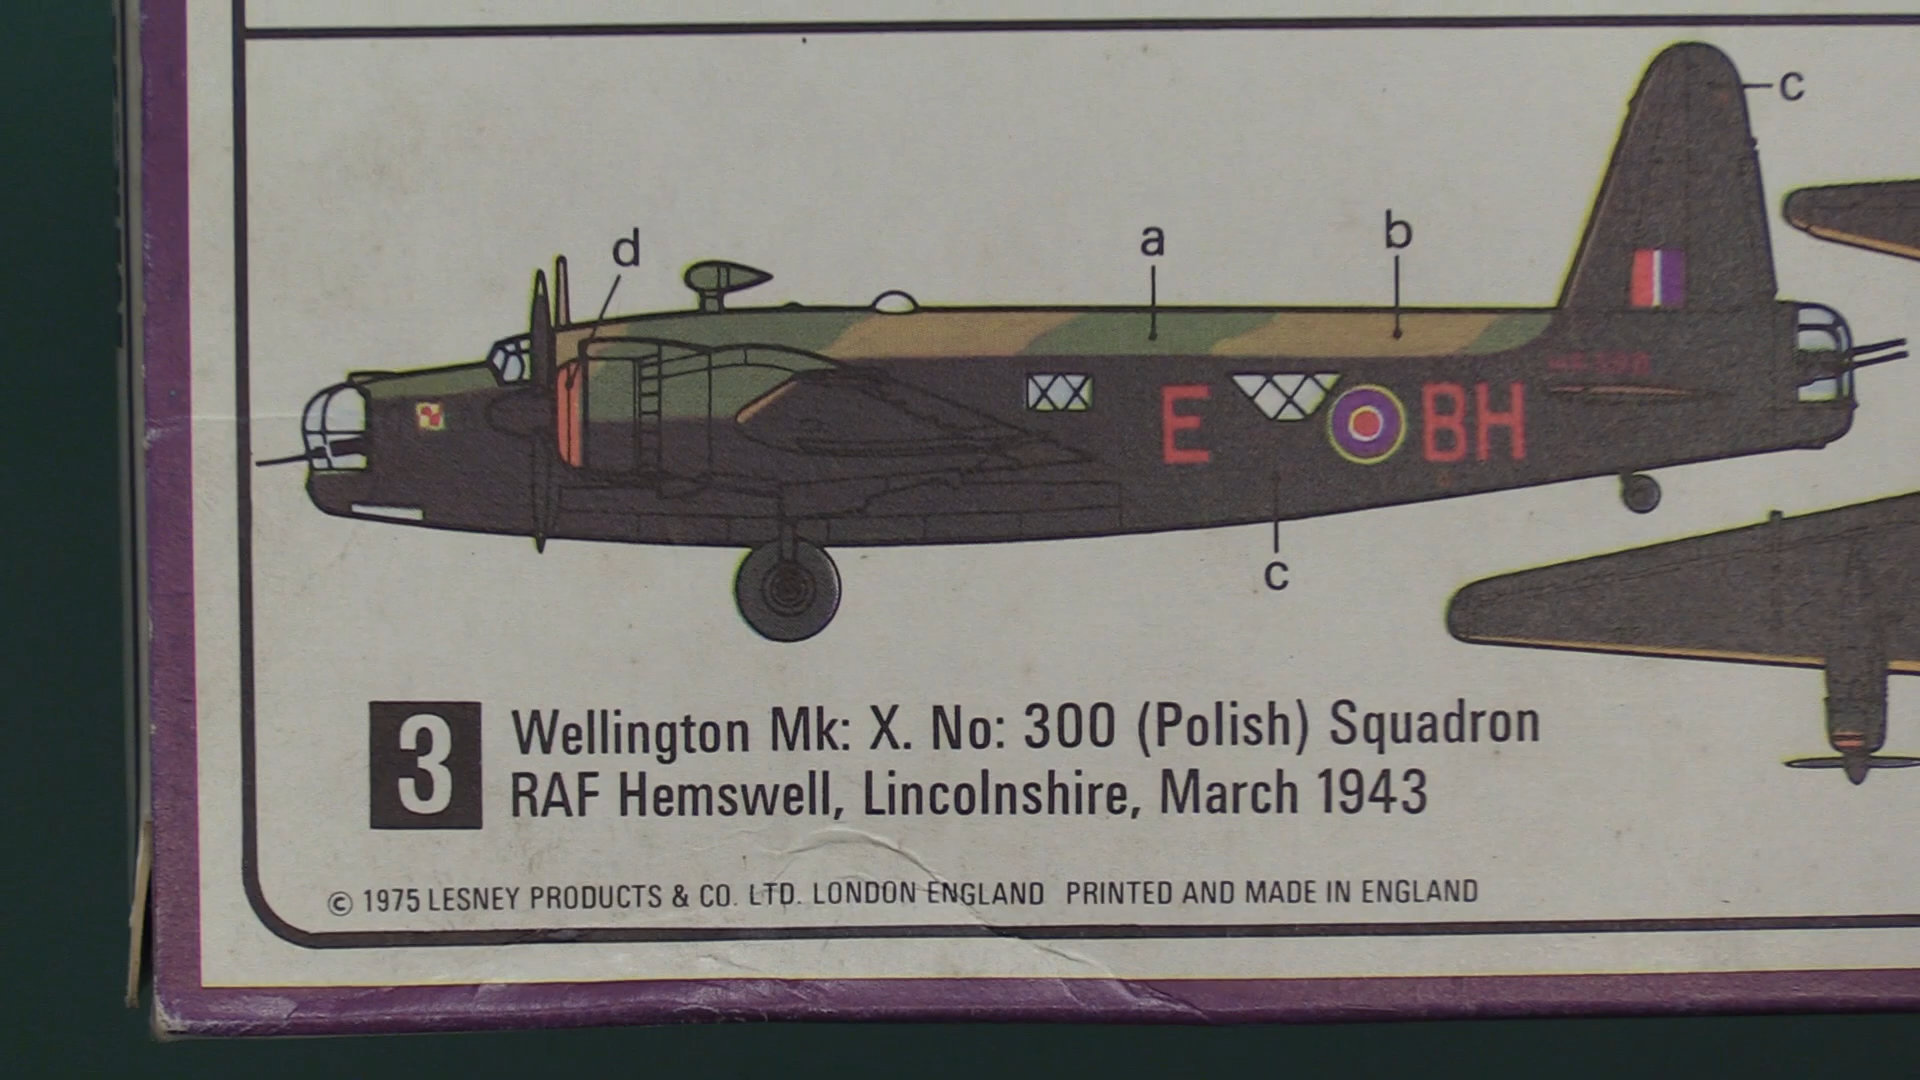 c
d a b
E BH
c
3 Wellington Mk: X. No: 300 (Polish) Squadron
RAF Hemswell, Lincolnshire, March 1943
© 1975 LESNEY PRODUCTS & CO. LTD. LONDON ENGLAND PRINTED AND MADE IN ENGLAND